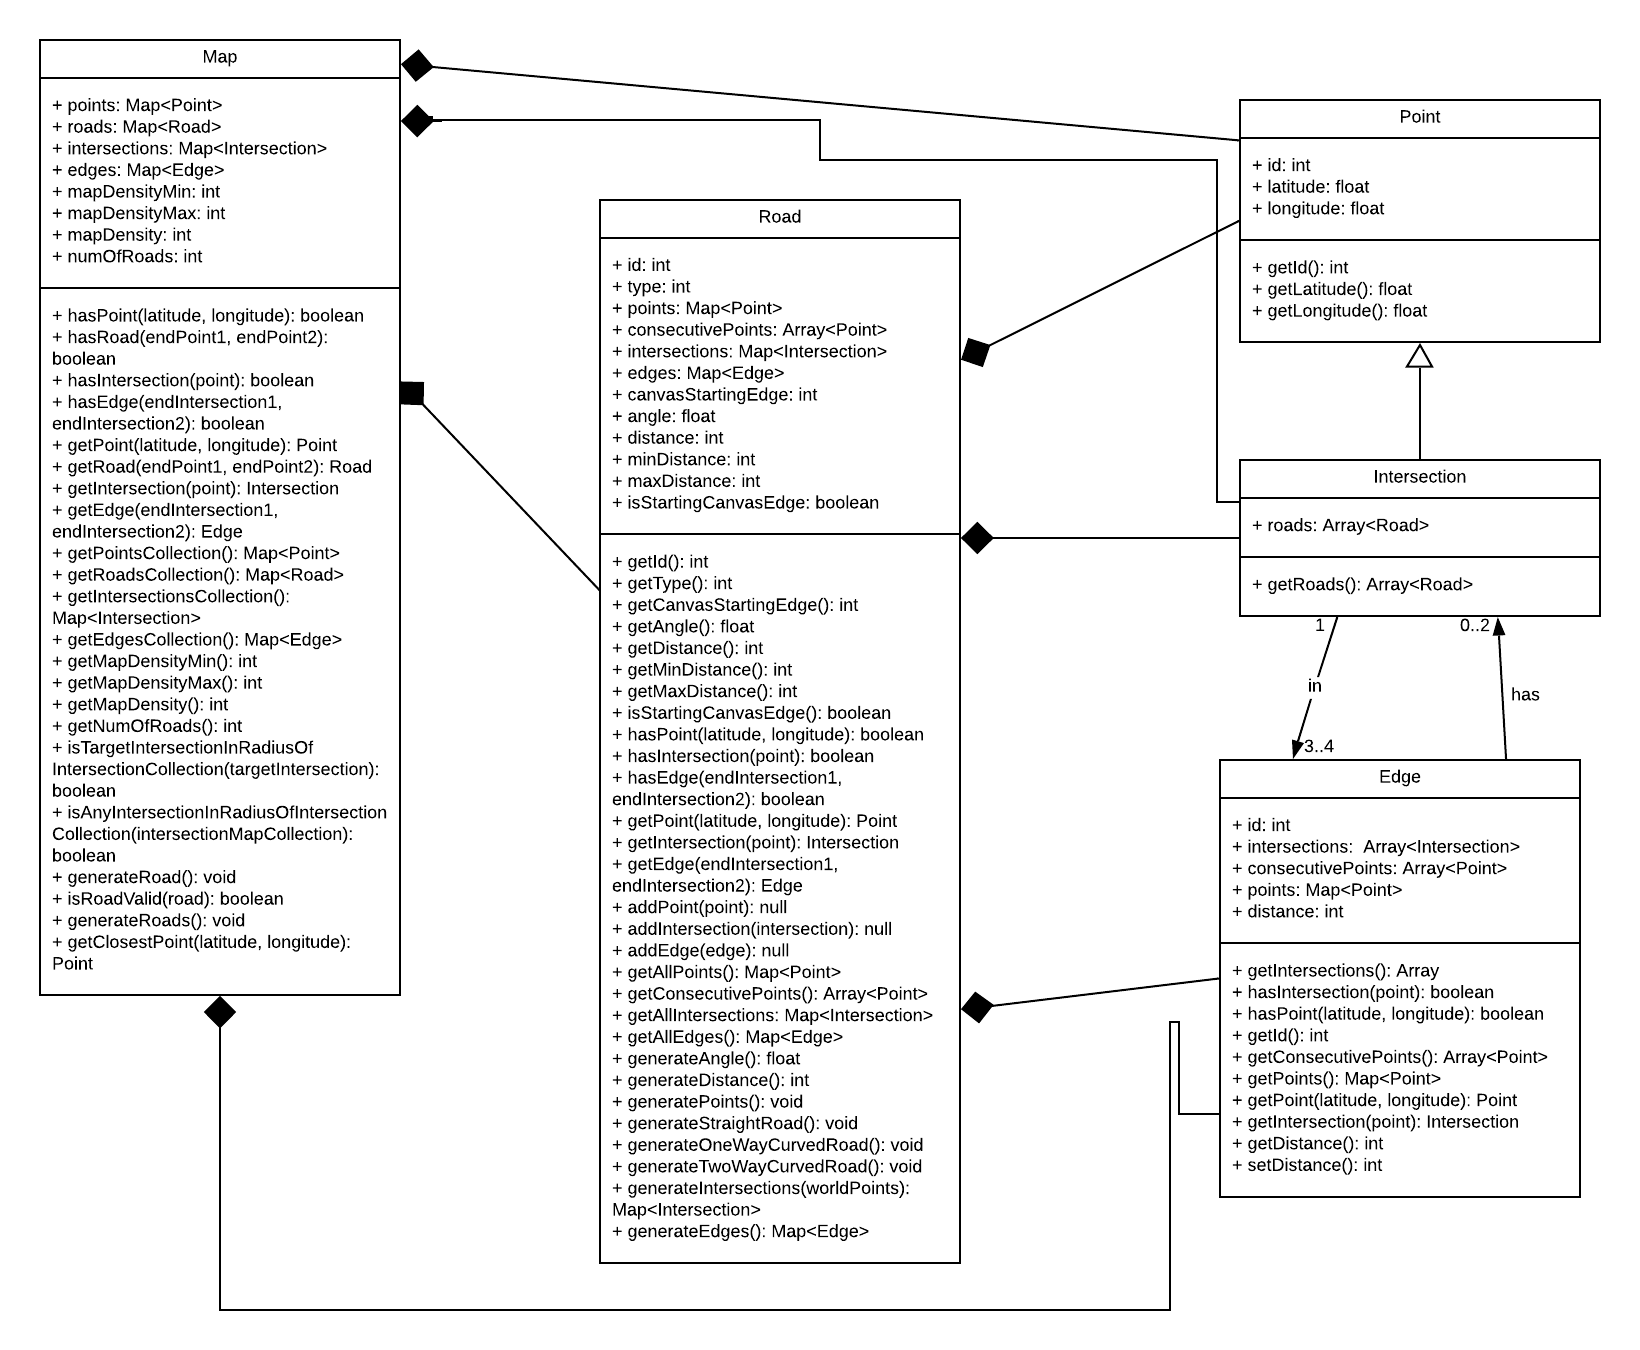 Map
+ points: Map<Point>
+ roads: Map<Road>
+ intersections: Map<Intersection>
+ edges: Map<Edge>
+ mapDensityMin: int
+ mapDensityMax: int
+ mapDensity: int
+ numOfRoads: int
+ hasPoint(latitude, longitude): boolean
+ hasRoad(endPoint1, endPoint2):
boolean
+ hasIntersection(point): boolean
+ hasEdge(endIntersection1,
endIntersection2): boolean
+ getPoint(latitude, longitude): Point
+ getRoad(endPoint1, endPoint2): Road
+ getIntersection(point): Intersection
+ getEdge(endIntersection1,
endIntersection2): Edge
+ getPointsCollection(): Map<Point>
+ getRoadsCollection(): Map<Road>
+ getIntersectionsCollection():
Map<Intersection>
+ getEdgesCollection(): Map<Edge>
+ getMapDensityMin(): int
+ getMapDensityMax(): int
+ getMapDensity(): int
+ getNumOfRoads(): int
+ isTargetIntersectionInRadiusOf
IntersectionCollection(targetIntersection):
boolean
+ isAnyIntersectionInRadiusOfIntersection
Collection(intersectionMapCollection):
boolean
+ generateRoad(): void
+ isRoadValid(road): boolean
+ generateRoads(): void
+ getClosestPoint(latitude, longitude):
Point
Road
+ id: int
+ type: int
+ points: Map<Point>
+ consecutivePoints: Array<Point>
+ intersections: Map<Intersection>
+ edges: Map<Edge>
+ canvasStartingEdge: int
+ angle: float
+ distance: int
+ minDistance: int
+ maxDistance: int
+ isStartingCanvasEdge: boolean
+ getId(): int
+ getType(): int
+ getCanvasStartingEdge(): int
+ getAngle(): float
+ getDistance(): int
+ getMinDistance(): int
+ getMaxDistance(): int
+ isStartingCanvasEdge(): boolean
+ hasPoint(latitude, longitude): boolean
+ hasIntersection(point): boolean
+ hasEdge(endIntersection1,
endIntersection2): boolean
+ getPoint(latitude, longitude): Point
+ getIntersection(point): Intersection
+ getEdge(endIntersection1,
endIntersection2): Edge
+ addPoint(point): null
+ addIntersection(intersection): null
+ addEdge(edge): null
+ getAllPoints(): Map<Point>
+ getConsecutivePoints(): Array<Point>
+ getAllIntersections: Map<Intersection>
+ getAllEdges(): Map<Edge>
+ generateAngle(): float
+ generateDistance(): int
+ generatePoints(): void
+ generateStraightRoad(): void
+ generateOneWayCurvedRoad(): void
+ generateTwoWayCurvedRoad(): void
+ generateIntersections(worldPoints):
Map<Intersection>
+ generateEdges(): Map<Edge>
Point
+ id: int
+ latitude: float
+ longitude: float
+ getId(): int
+ getLatitude(): float
+ getLongitude(): float
Intersection
+ roads: Array<Road>
+ getRoads(): Array<Road>
1
0..2
in
has
3..4
Edge
+ id: int
+ intersections:  Array<Intersection>
+ consecutivePoints: Array<Point>
+ points: Map<Point>
+ distance: int
+ getIntersections(): Array
+ hasIntersection(point): boolean
+ hasPoint(latitude, longitude): boolean
+ getId(): int
+ getConsecutivePoints(): Array<Point>
+ getPoints(): Map<Point>
+ getPoint(latitude, longitude): Point
+ getIntersection(point): Intersection
+ getDistance(): int
+ setDistance(): int